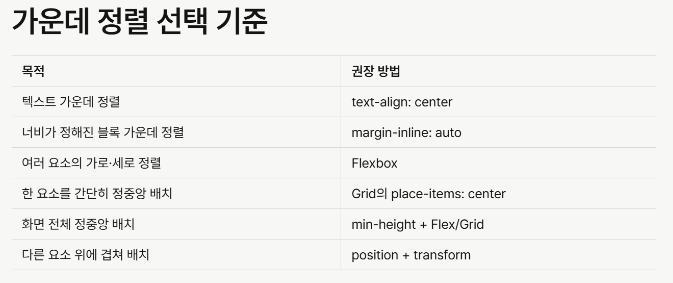 가운데 정렬 선택 기준
목적 권장 방법
텍스트 가운데 정렬 text-align: center
너비가 정해진 블록 가운데 정렬 margin-inline: auto
여러 요소의 가로·세로 정렬 Flexbox
한 요소를 간단히 정중앙 배치 Grid의 place-items: center
화면 전체 정중앙 배치 min-height + Flex/Grid
다른 요소 위에 겹쳐 배치 position + transform